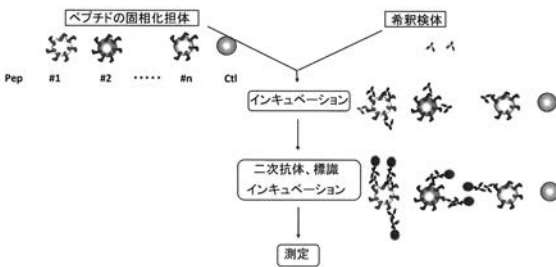 ペプチドの固相化担体
希釈検体
Pep #1 #2 ····· #n Ctl
インキュベーション
二次抗体、標識
インキュベーション
測定